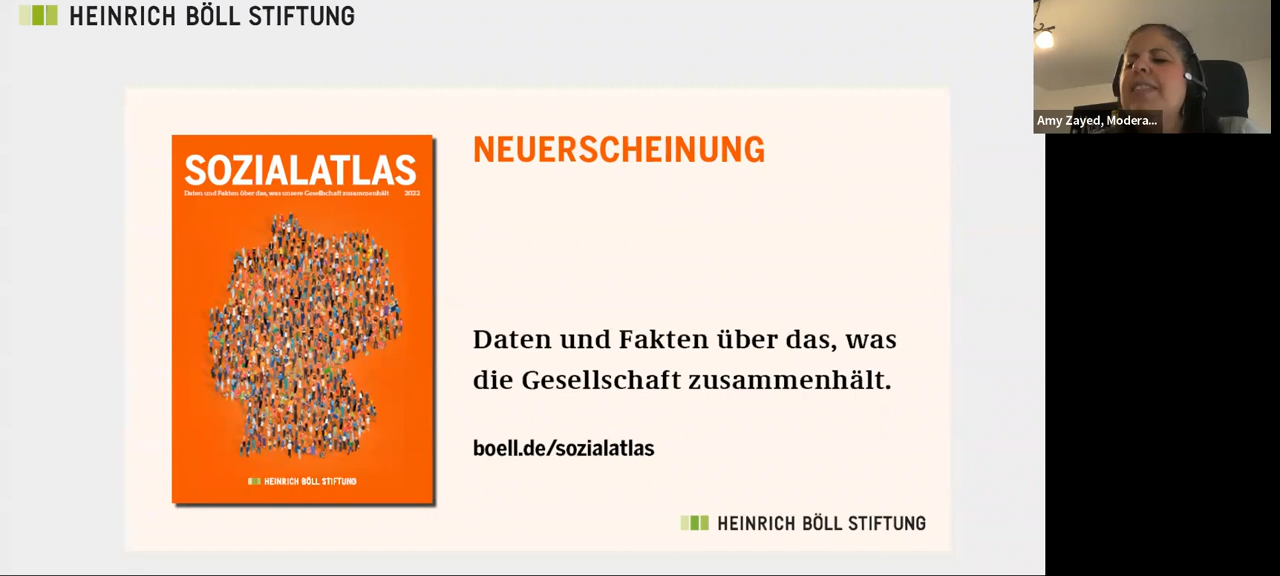 HEINRICH BÖLL STIFTUNG
Amy Zayed, Modera...
SOZIALATLAS
Daten und Fakten über das, was unsere Gesellschaft zusammenhält 2022
HEINRICH BÖLL STIFTUNG
NEUERSCHEINUNG
Daten und Fakten über das, was
die Gesellschaft zusammenhält.
boell.de/sozialatlas
HEINRICH BÖLL STIFTUNG